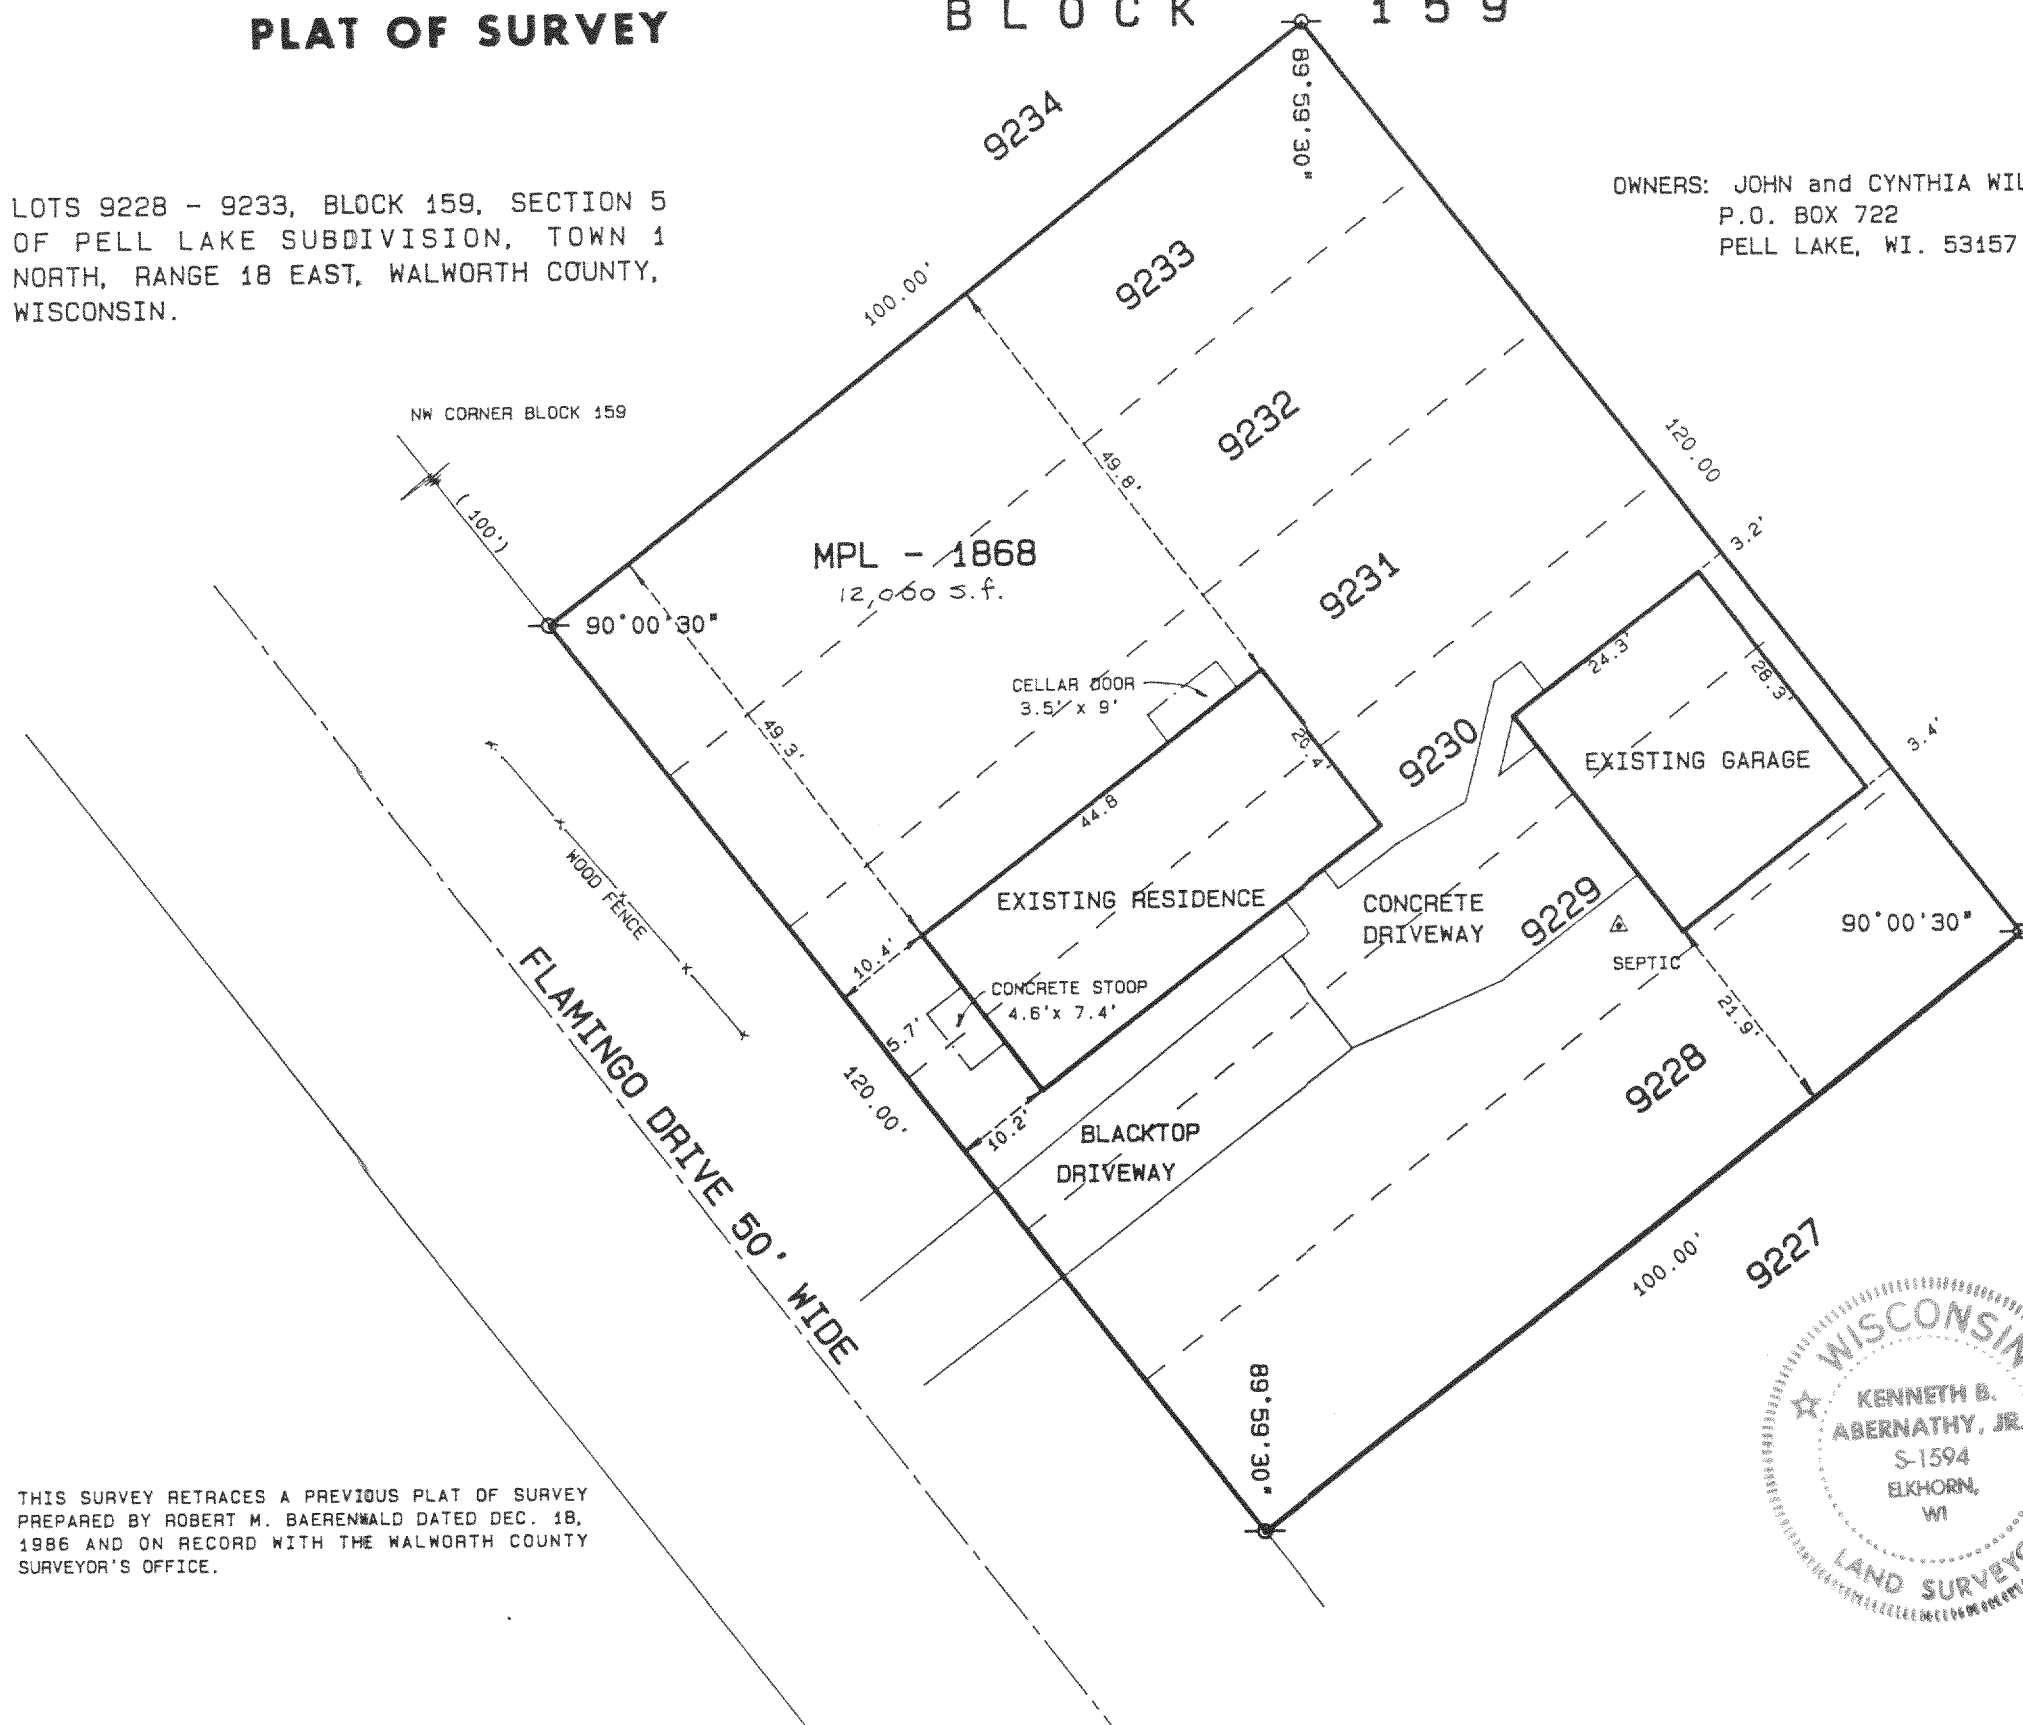 PLAT OF SURVEY
BLOCK 159
LOTS 9228 - 9233, BLOCK 159, SECTION 5
OF PELL LAKE SUBDIVISION, TOWN 1
NORTH, RANGE 18 EAST, WALWORTH COUNTY,
WISCONSIN.
OWNERS: JOHN and CYNTHIA
P.O. BOX 722
PELL LAKE, WI. 53157
89°59'30"
9234
9233
100.00'
9232
NW CORNER BLOCK 159
(100')
49.8'
120.00
3.2'
MPL - 1868
12,000 s.f.
9231
90°00'30"
24.3'
28.3'
CELLAR DOOR
3.5' x 9'
49.3'
20.4'
9230
3.4'
EXISTING GARAGE
44.8
WOOD FENCE
EXISTING RESIDENCE
CONCRETE
DRIVEWAY
9229
90°00'30"
SEPTIC
10.4'
CONCRETE STOOP
4.6'x 7.4'
5.7'
21.9'
120.00'
9228
10.2'
BLACKTOP
DRIVEWAY
FLAMINGO DRIVE 50' WIDE
100.00'
9227
89°59'30"
WISCONSIN
KENNETH B.
ABERNATHY, JR.
S-1594
ELKHORN,
WI
LAND
THIS SURVEY RETRACES A PREVIOUS PLAT OF SURVEY
PREPARED BY ROBERT M. BAERENWALD DATED DEC. 18,
1986 AND ON RECORD WITH THE WALWORTH COUNTY
SURVEYOR'S OFFICE.